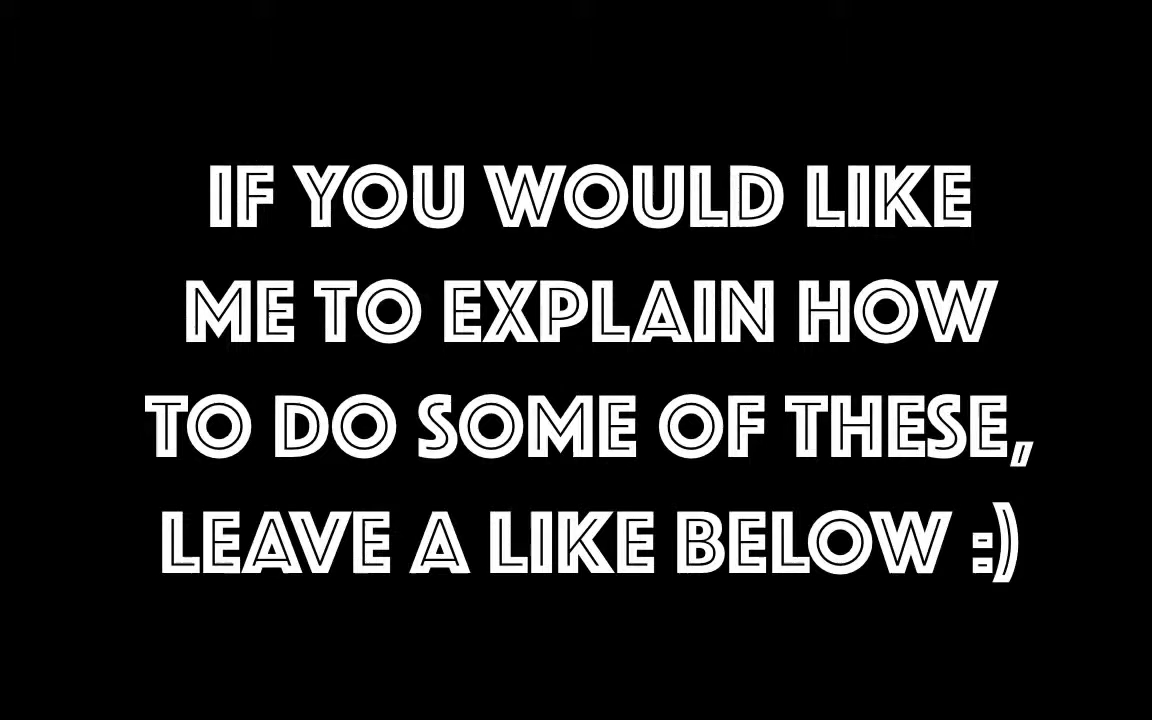 IF YOU WOULD LIKE
ME TO EXPLAIN HOW
TO DO SOME OF THESE,
LEAVE A LIKE BELOW :)